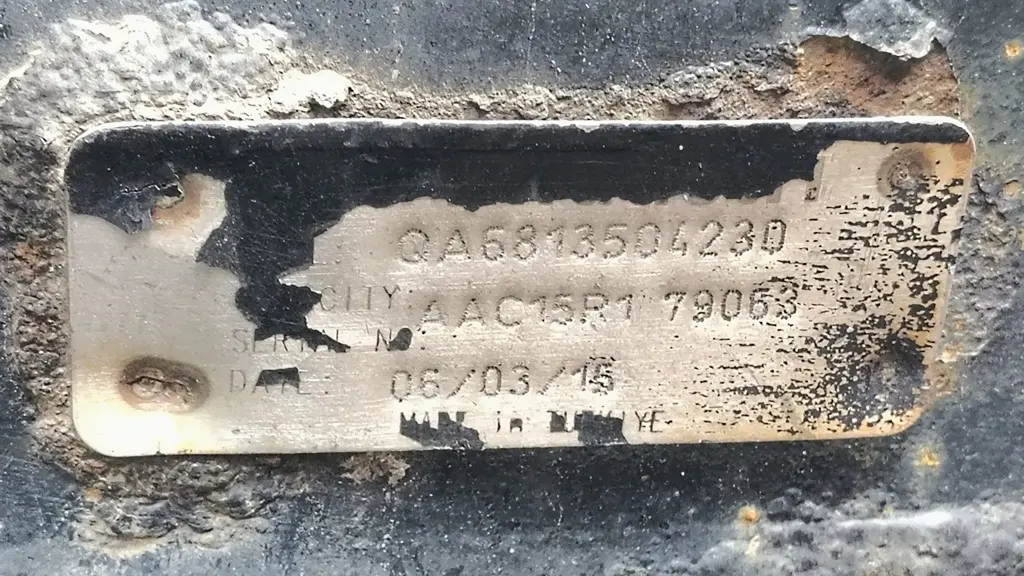 QA6813504230
CITY AAC15R1 79063
SERIAL No.:
DATE: 06/03/15
MADE in TURKIYE